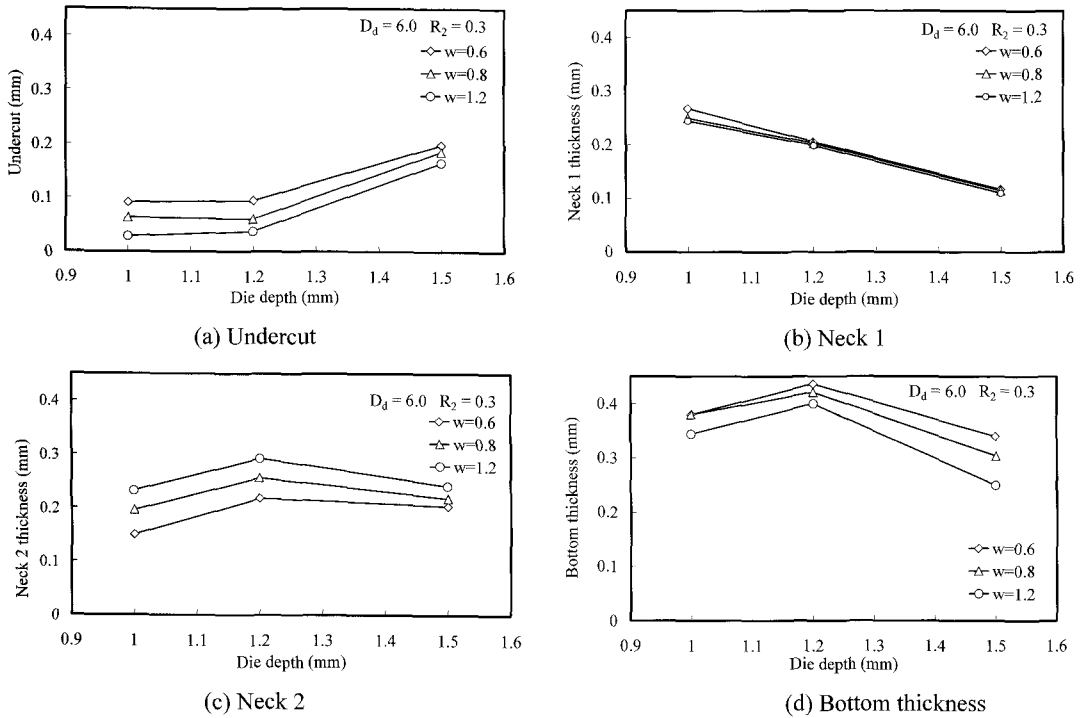 D_d = 6.0 R_2 = 0.3
w=0.6
w=0.8
w=1.2
Undercut (mm)
0.4
0.3
0.2
0.1
0
0.9 1 1.1 1.2 1.3 1.4 1.5 1.6
Die depth (mm)
(a) Undercut
D_d = 6.0 R_2 = 0.3
w=0.6
w=0.8
w=1.2
Neck 1 thickness (mm)
0.4
0.3
0.2
0.1
0
0.9 1 1.1 1.2 1.3 1.4 1.5 1.6
Die depth (mm)
(b) Neck 1
D_d = 6.0 R_2 = 0.3
w=0.6
w=0.8
w=1.2
Neck 2 thickness (mm)
0.4
0.3
0.2
0.1
0
0.9 1 1.1 1.2 1.3 1.4 1.5 1.6
Die depth (mm)
(c) Neck 2
D_d = 6.0 R_2 = 0.3
Bottom thickness (mm)
0.4
0.3
0.2
0.1
0
w=0.6
w=0.8
w=1.2
0.9 1 1.1 1.2 1.3 1.4 1.5 1.6
Die depth (mm)
(d) Bottom thickness